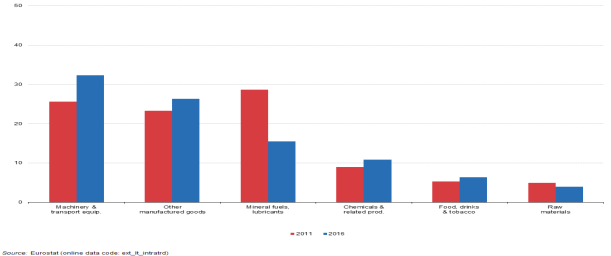 50
40
30
20
10
0
Machinery &
transport equip.
Other
manufactured goods
Mineral fuels,
lubricants
Chemicals &
related prod.
Food, drinks
& tobacco
Raw
materials
2011 2016
Source: Eurostat (online data code: ext_lt_intratrd)